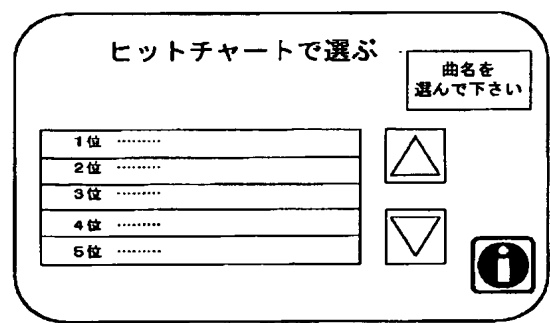 ヒットチャートで選ぶ
曲名を
選んで下さい
1位 ………
2位 ………
3位 ………
4位 ………
5位 ………
i